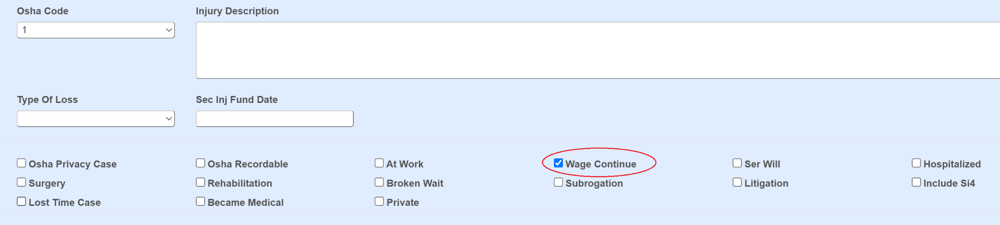 Osha Code Injury Description
1
Type Of Loss Sec Inj Fund Date
Osha Privacy Case Osha Recordable At Work Wage Continue Ser Will Hospitalized
Surgery Rehabilitation Broken Wait Subrogation Litigation Include Si4
Lost Time Case Became Medical Private